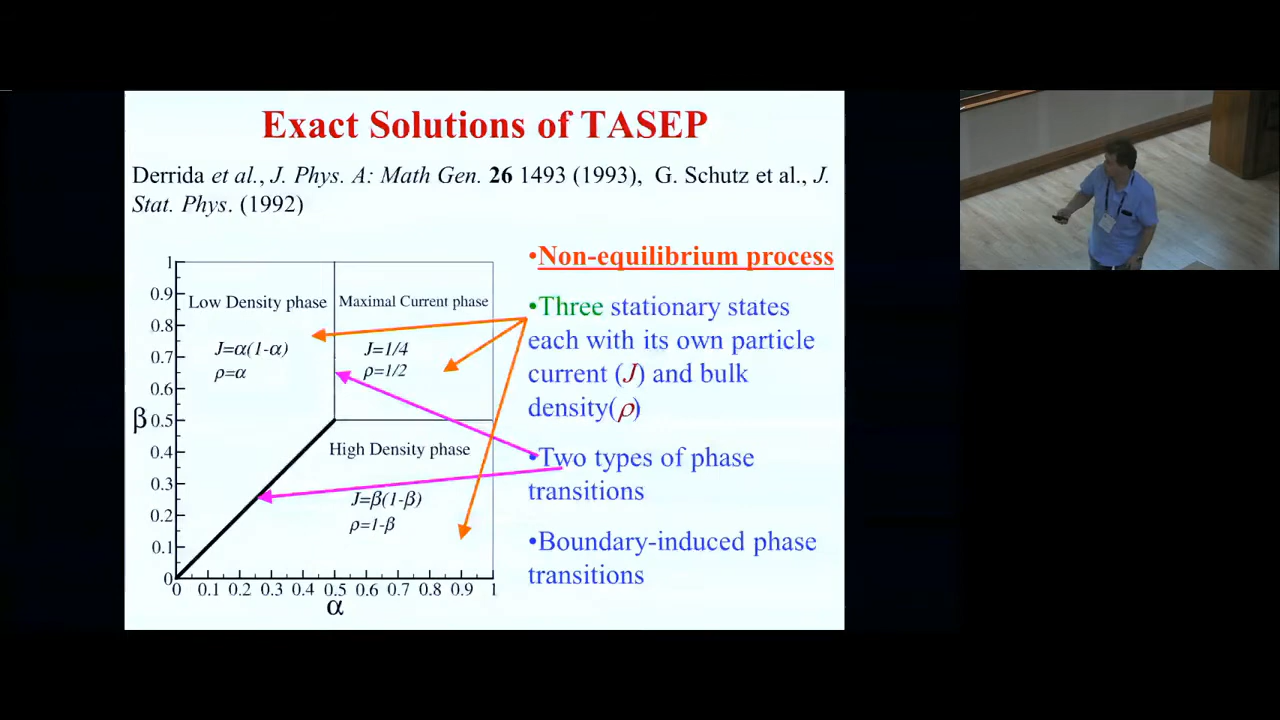 Exact Solutions of TASEP
Derrida et al., J. Phys. A: Math Gen. 26 1493 (1993), G. Schutz et al., J.
Stat. Phys. (1992)
•Non-equilibrium process
•Three stationary states
each with its own particle
current (J) and bulk
density(ρ)
•Two types of phase
transitions
•Boundary-induced phase
transitions
1
0.9
0.8
0.7
0.6
0.5
0.4
0.3
0.2
0.1
0
β
Low Density phase
J=α(1-α)
ρ=α
Maximal Current phase
J=1/4
ρ=1/2
High Density phase
J=β(1-β)
ρ=1-β
0 0.1 0.2 0.3 0.4 0.5 0.6 0.7 0.8 0.9 1
α